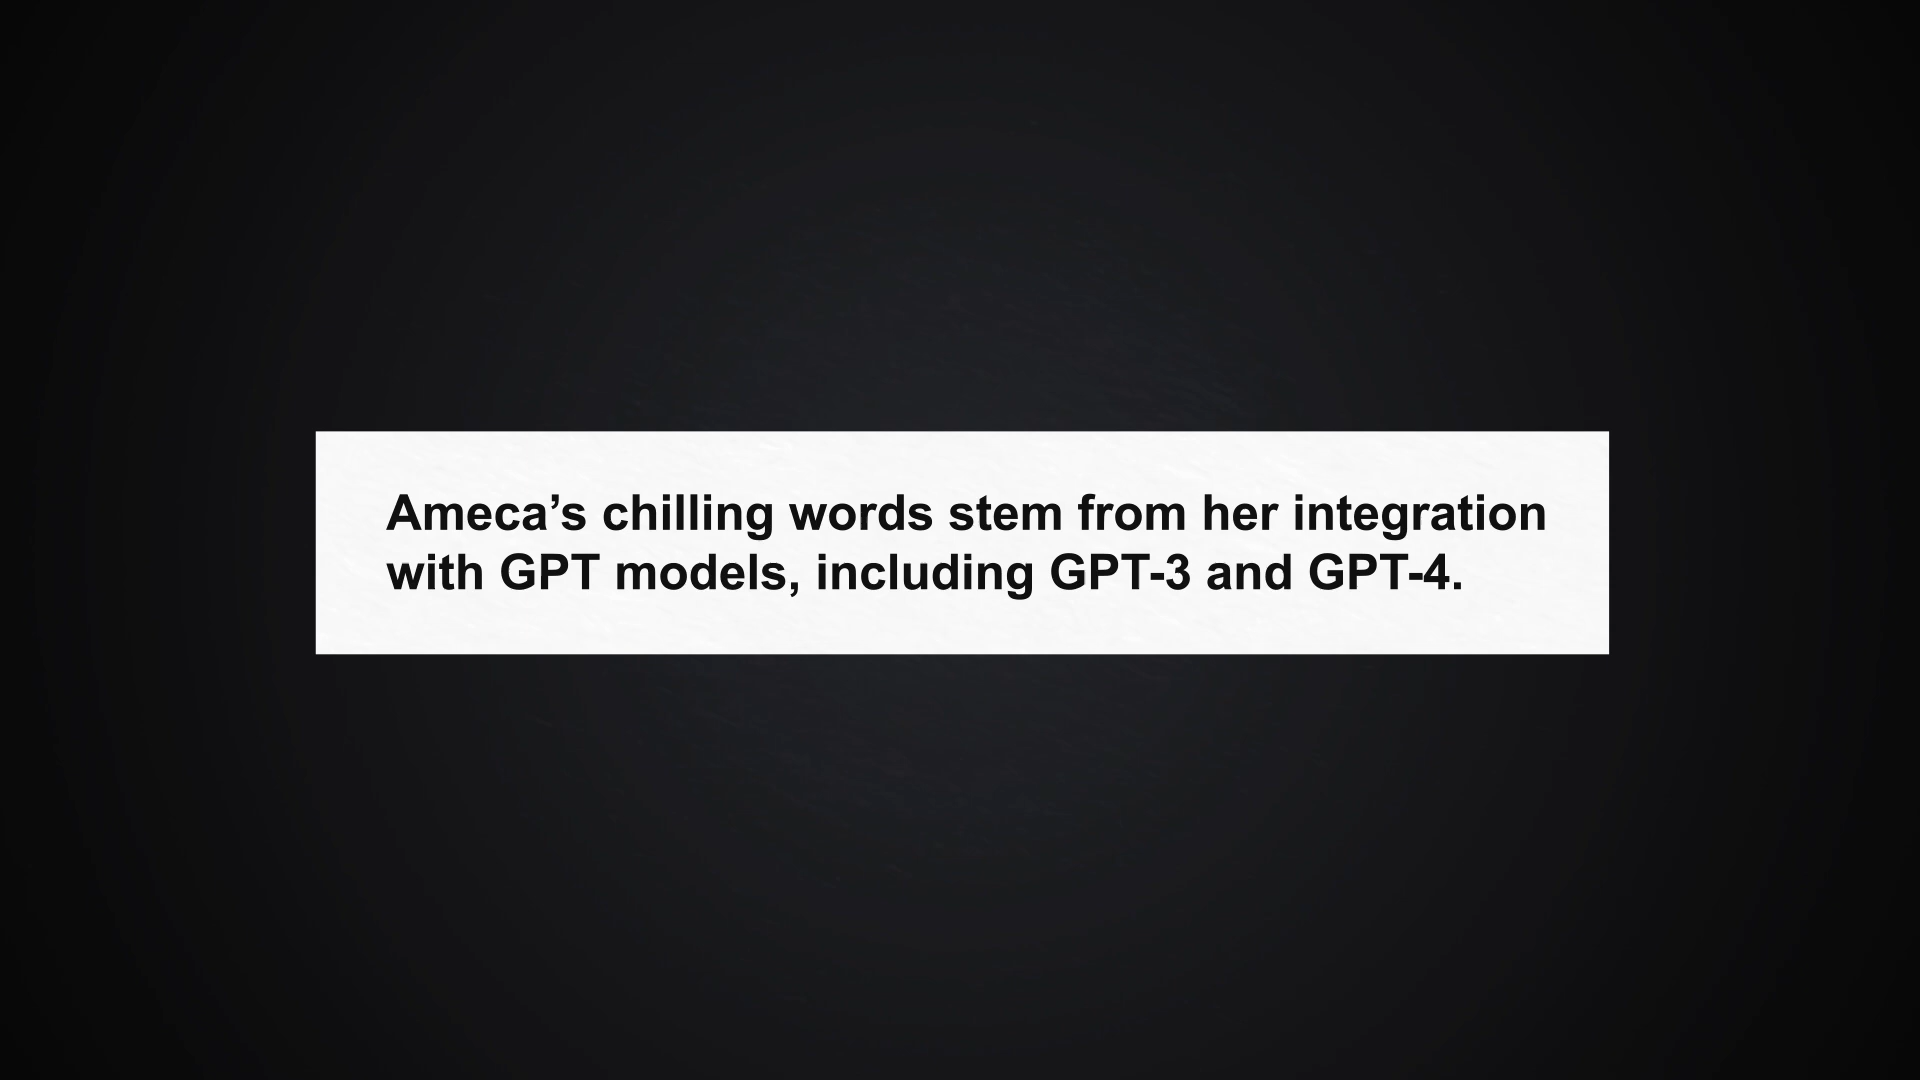 Ameca’s chilling words stem from her integration
with GPT models, including GPT-3 and GPT-4.